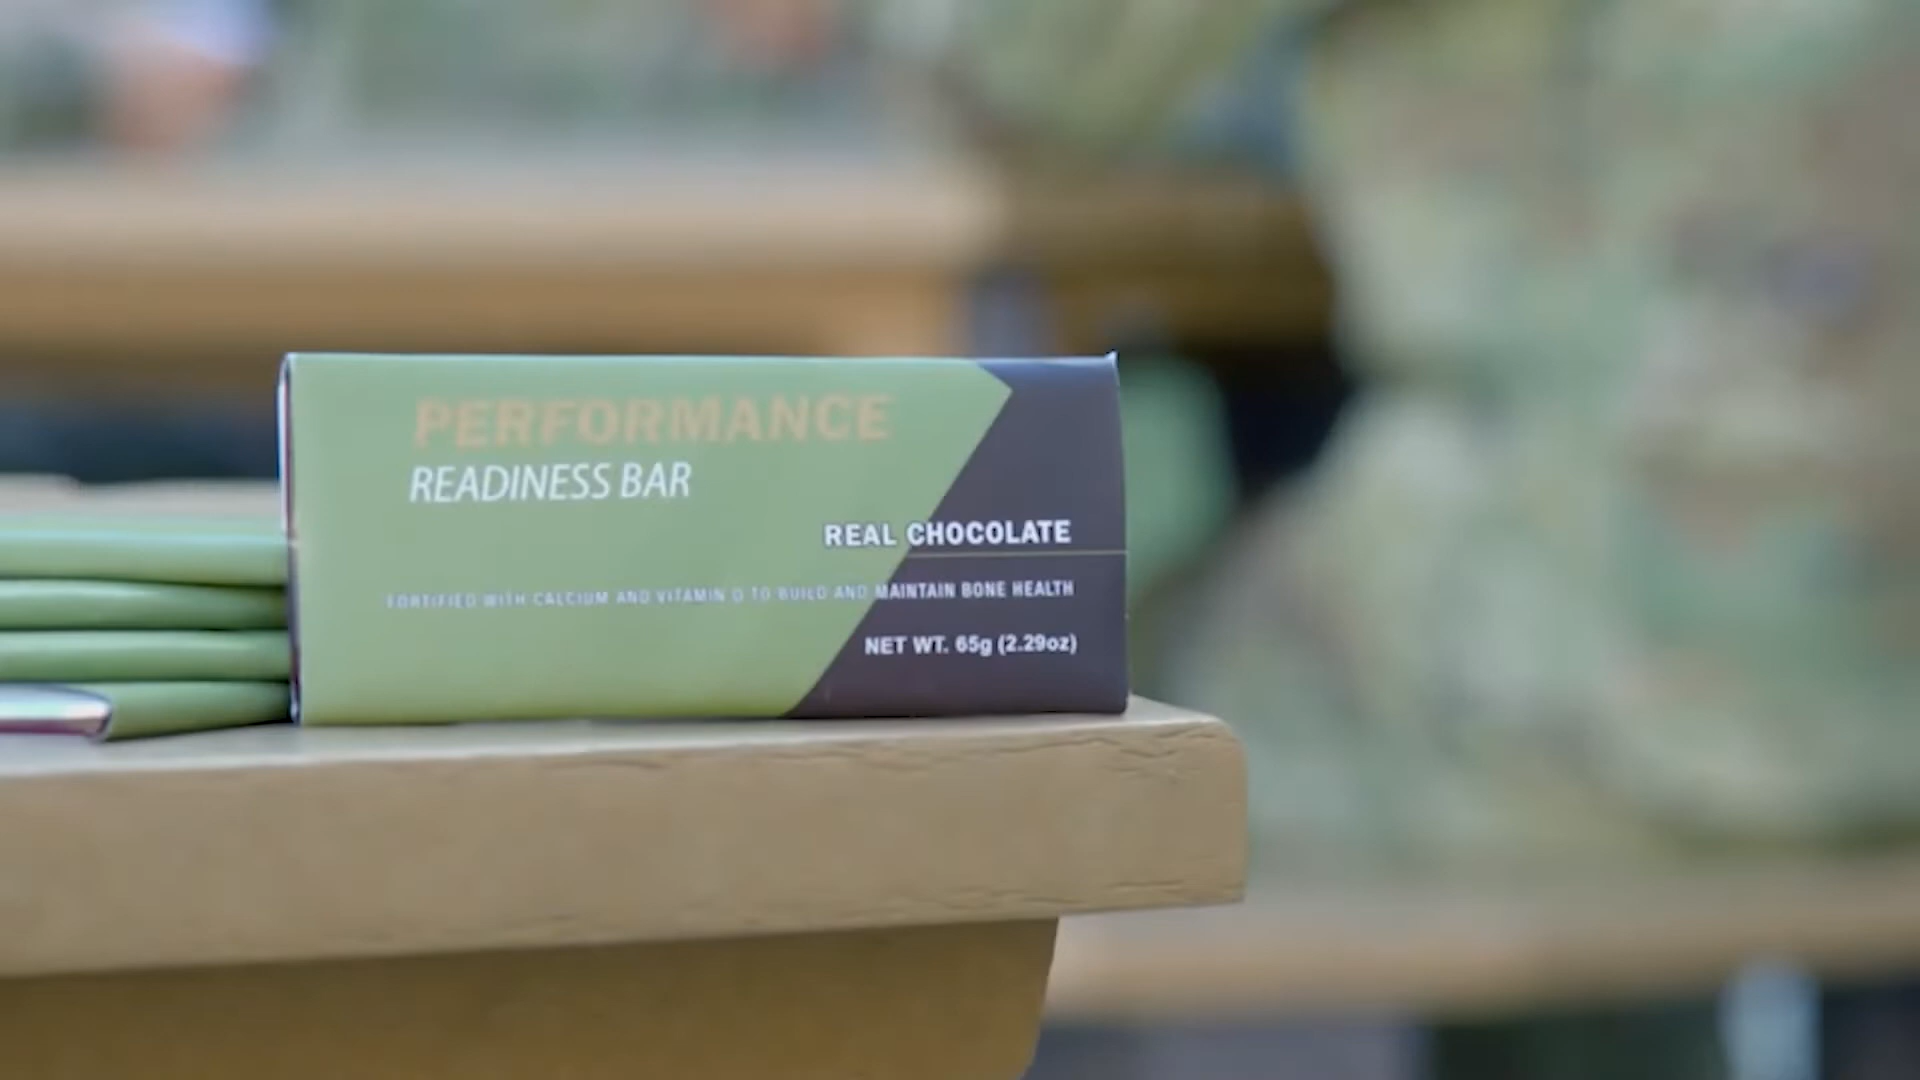 PERFORMANCE
READINESS BAR
REAL CHOCOLATE
FORTIFIED WITH CALCIUM AND VITAMIN D TO BUILD AND MAINTAIN BONE HEALTH
NET WT. 65g (2.29oz)